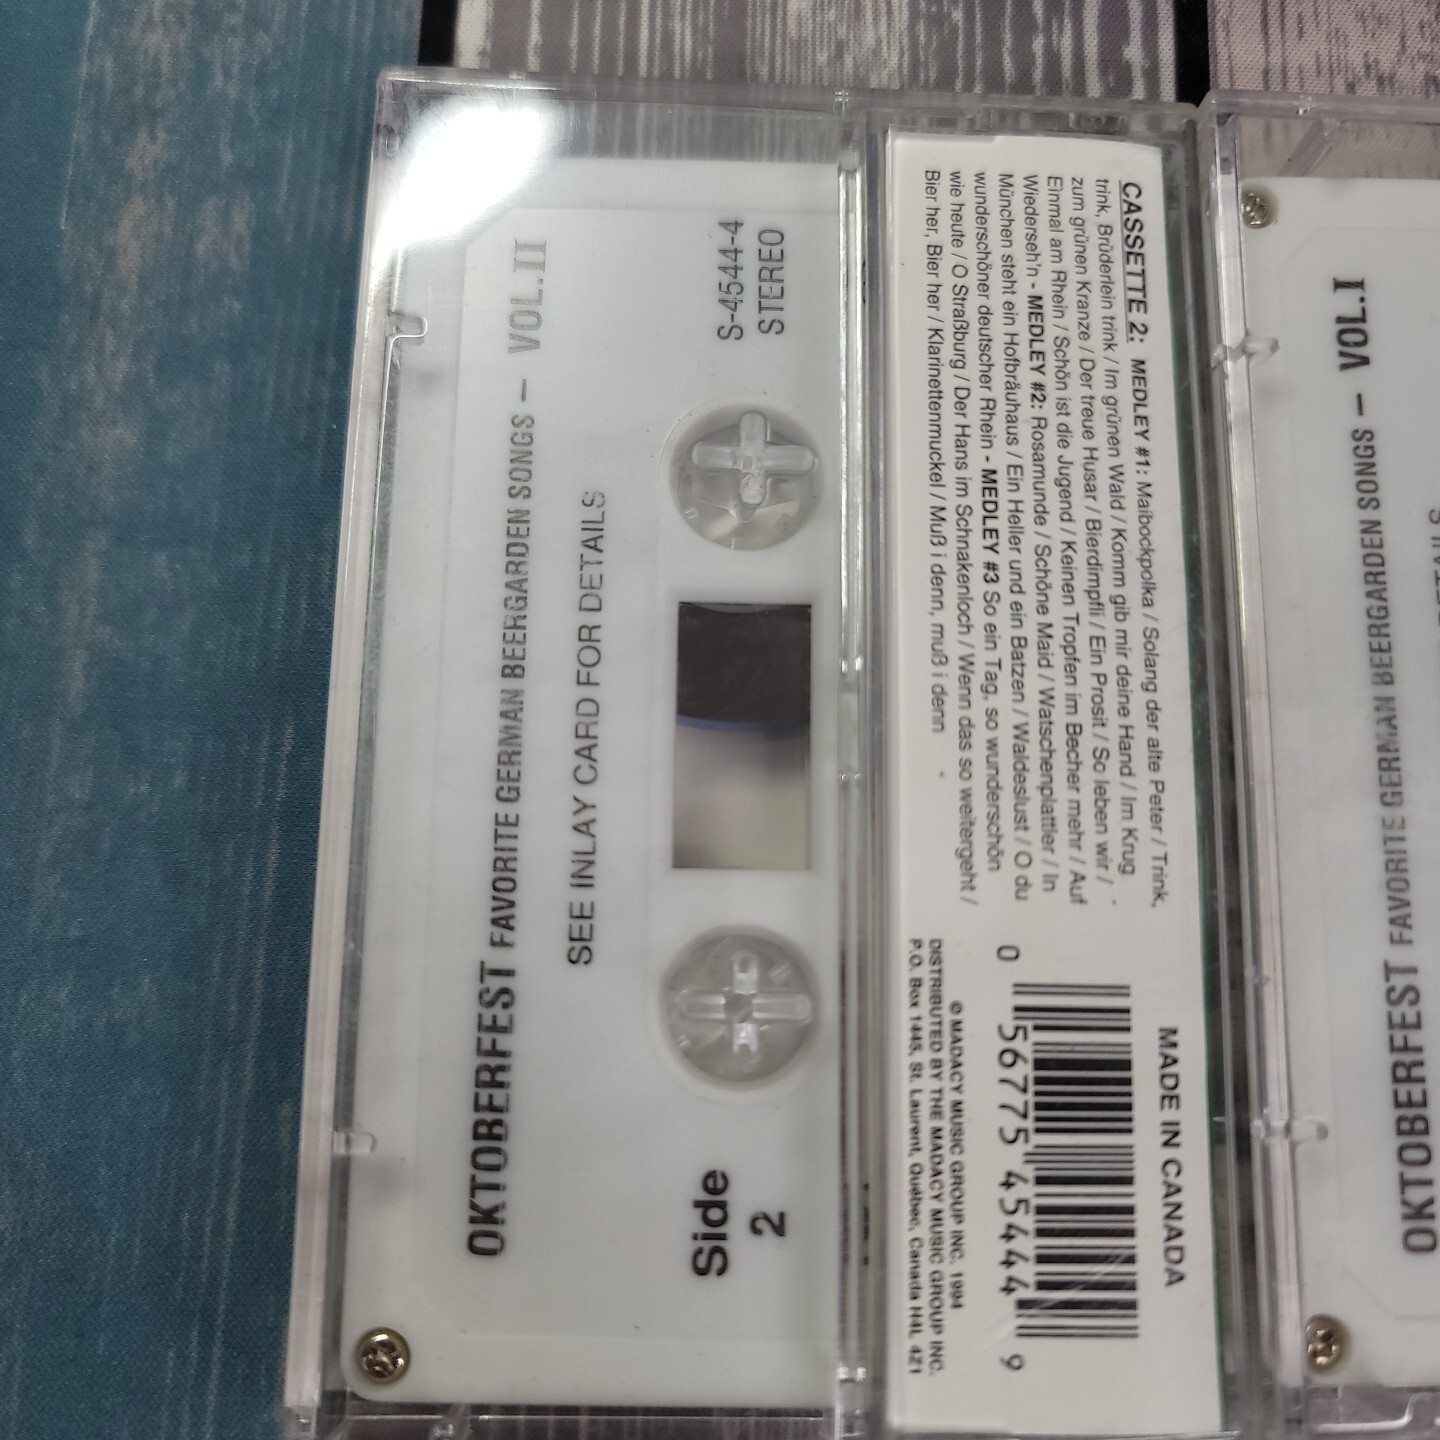 OKTOBERFEST FAVORITE GERMAN BEERGARDEN SONGS – VOL.II
SEE INLAY CARD FOR DETAILS
S-4544-4
STEREO
Side
2
CASSETTE 2: MEDLEY #1: Maibockpolka / Solang der alte Peter / Trink,
trink, Brüderlein trink / Im grünen Wald / Komm gib mir deine Hand / Im Krug
zum grünen Kranze / Der treue Husar / Bierdimpfli / Ein Prosit / So leben wir /
Einmal am Rhein / Schön ist die Jugend / Keinen Tropfen im Becher mehr / Auf
Wiederseh'n - MEDLEY #2: Rosamunde / Schöne Maid / Watschenplattler / In
München steht ein Hofbräuhaus / Ein Heller und ein Batzen / Waldeslust / O du
wunderschöner deutscher Rhein - MEDLEY #3 So ein Tag, so wunderschön
wie heute / O Straßburg / Der Hans im Schnakenloch / Wenn das so weitergeht /
Bier her, Bier her / Klarinettenmuckel / Muß i denn, muß i denn
MADE IN CANADA
0 56775 45444 9
© MADACY MUSIC GROUP INC. 1994
DISTRIBUTED BY THE MADACY MUSIC GROUP INC.
P.O. Box 1445, St. Laurent, Québec, Canada H4L 4Z1
OKTOBERFEST FAVORITE GERMAN BEERGARDEN SONGS – VOL.I